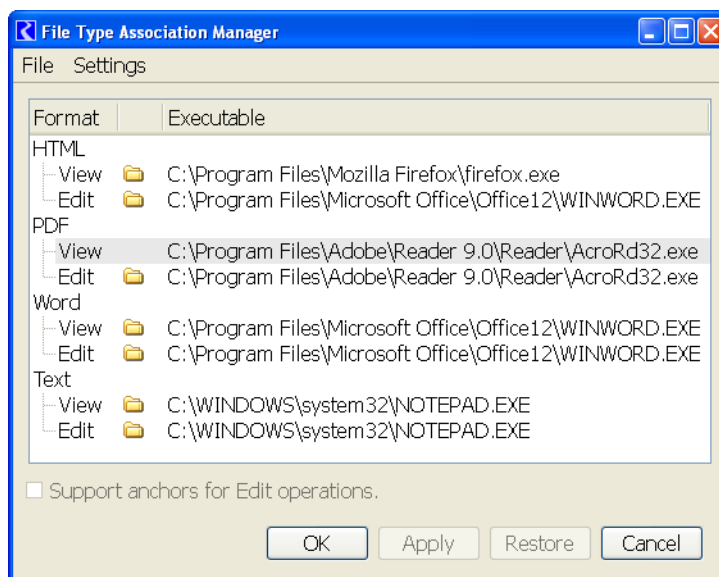 File Type Association Manager
File Settings
Format Executable
HTML
View C:\Program Files\Mozilla Firefox\firefox.exe
Edit C:\Program Files\Microsoft Office\Office12\WINWORD.EXE
PDF
View C:\Program Files\Adobe\Reader 9.0\Reader\AcroRd32.exe
Edit C:\Program Files\Adobe\Reader 9.0\Reader\AcroRd32.exe
Word
View C:\Program Files\Microsoft Office\Office12\WINWORD.EXE
Edit C:\Program Files\Microsoft Office\Office12\WINWORD.EXE
Text
View C:\WINDOWS\system32\NOTEPAD.EXE
Edit C:\WINDOWS\system32\NOTEPAD.EXE
Support anchors for Edit operations.
OK Apply Restore Cancel